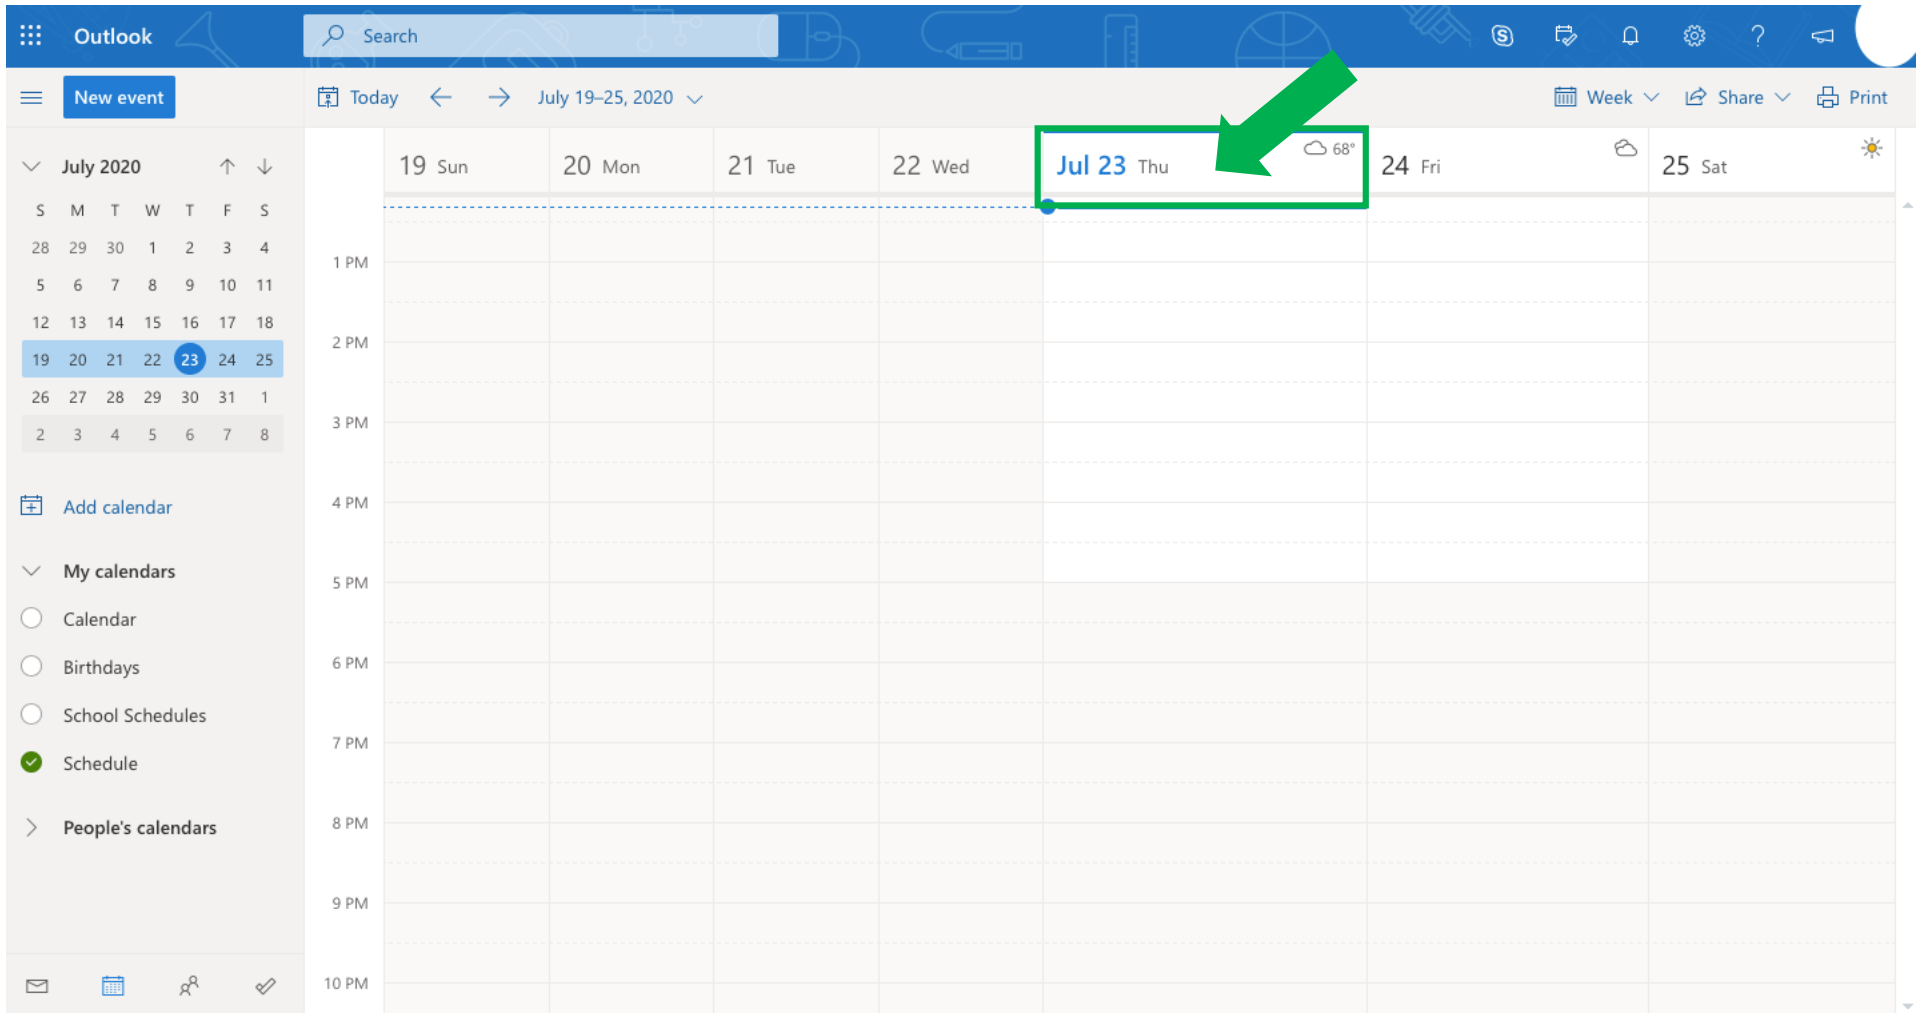 Outlook
Search
New event
Today
July 19–25, 2020
Week
Share
Print
July 2020
S M T W T F S
28 29 30 1 2 3 4
5 6 7 8 9 10 11
12 13 14 15 16 17 18
19 20 21 22 23 24 25
26 27 28 29 30 31 1
2 3 4 5 6 7 8
Add calendar
My calendars
Calendar
Birthdays
School Schedules
Schedule
People's calendars
19 Sun
20 Mon
21 Tue
22 Wed
Jul 23 Thu
68°
24 Fri
25 Sat
1 PM
2 PM
3 PM
4 PM
5 PM
6 PM
7 PM
8 PM
9 PM
10 PM